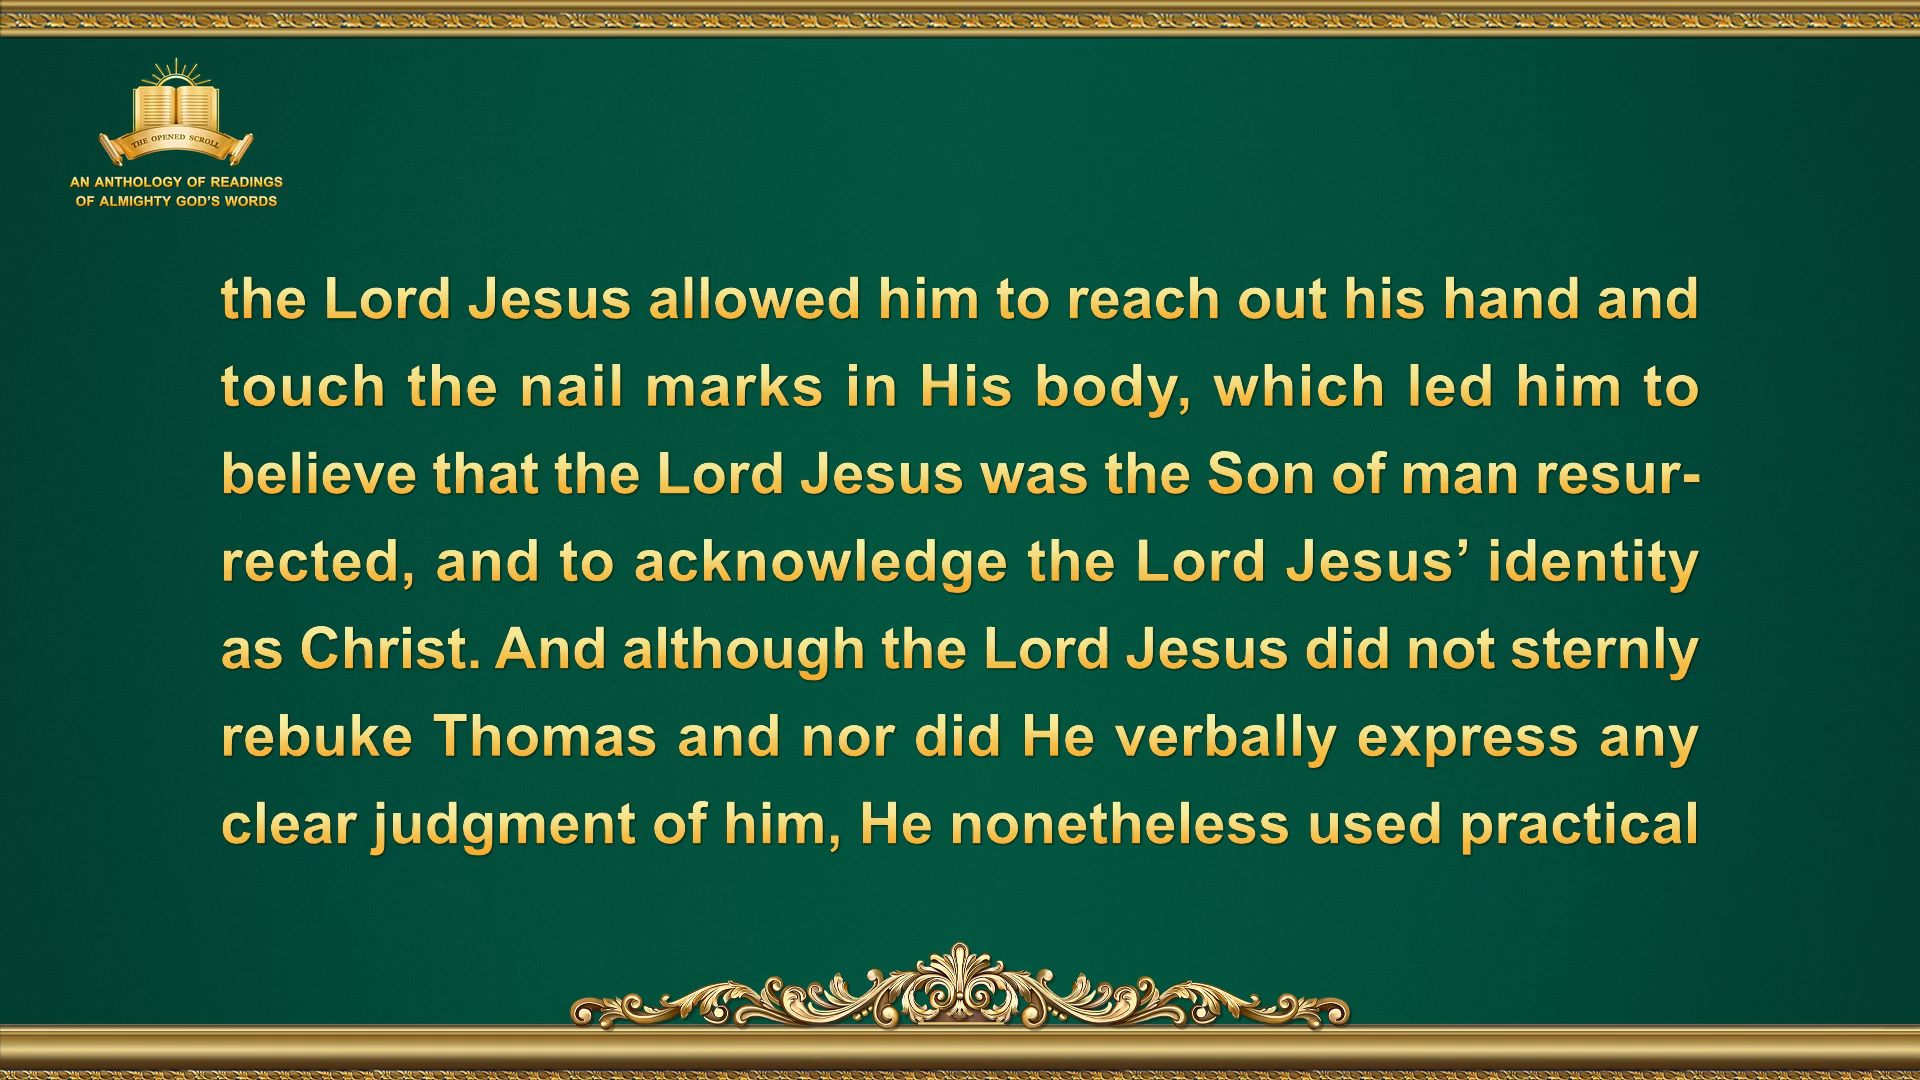 THE OPENED SCROLL
AN ANTHOLOGY OF READINGS
OF ALMIGHTY GOD'S WORDS
the Lord Jesus allowed him to reach out his hand and
touch the nail marks in His body, which led him to
believe that the Lord Jesus was the Son of man resur-
rected, and to acknowledge the Lord Jesus’ identity
as Christ. And although the Lord Jesus did not sternly
rebuke Thomas and nor did He verbally express any
clear judgment of him, He nonetheless used practical